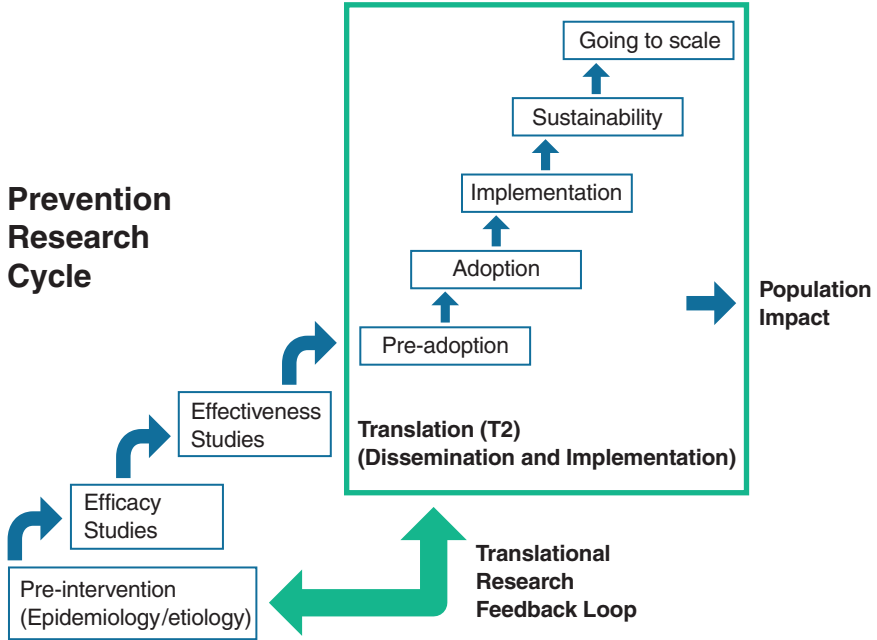 Going to scale
Sustainability
Implementation
Adoption
Pre-adoption
Prevention
Research
Cycle
Population
Impact
Effectiveness
Studies
Translation (T2)
(Dissemination and Implementation)
Efficacy
Studies
Pre-intervention
(Epidemiology/etiology)
Translational
Research
Feedback Loop